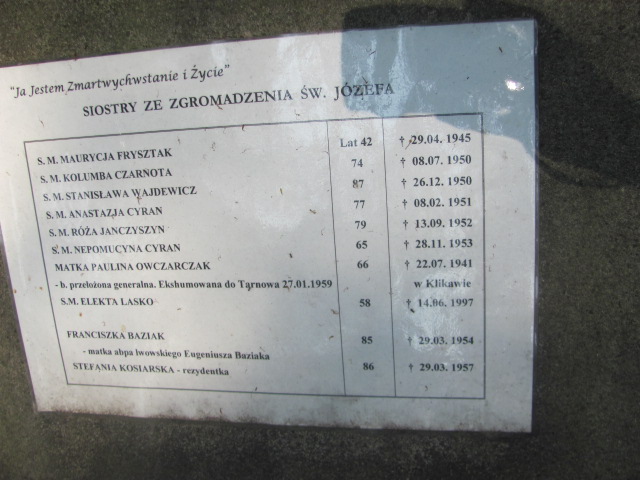 "Ja Jestem Zmartwychwstanie i Życie"
SIOSTRY ZE ZGROMADZENIA ŚW. JÓZEFA
S. M. MAURYCJA FRYSZTAK Lat 42 † 29.04. 1945
S. M. KOLUMBA CZARNOTA 74 † 08.07. 1950
S. M. STANISŁAWA WAJDEWICZ 87 † 26.12. 1950
S. M. ANASTAZJA CYRAN 77 † 08.02. 1951
S. M. RÓŻA JANCZYSZYN 79 † 13.09. 1952
S. M. NEPOMUCYNA CYRAN 65 † 28.11. 1953
MATKA PAULINA OWCZARCZAK 66 † 22.07. 1941
- b. przełożona generalna. Ekshumowana do Tarnowa 27.01.1959 w Klikawie
S.M. ELEKTA LASKO 58 † 14.06. 1997
FRANCISZKA BAZIAK 85 † 29.03. 1954
- matka abpa lwowskiego Eugeniusza Baziaka
STEFANIA KOSIARSKA - rezydentka 86 † 29.03. 1957